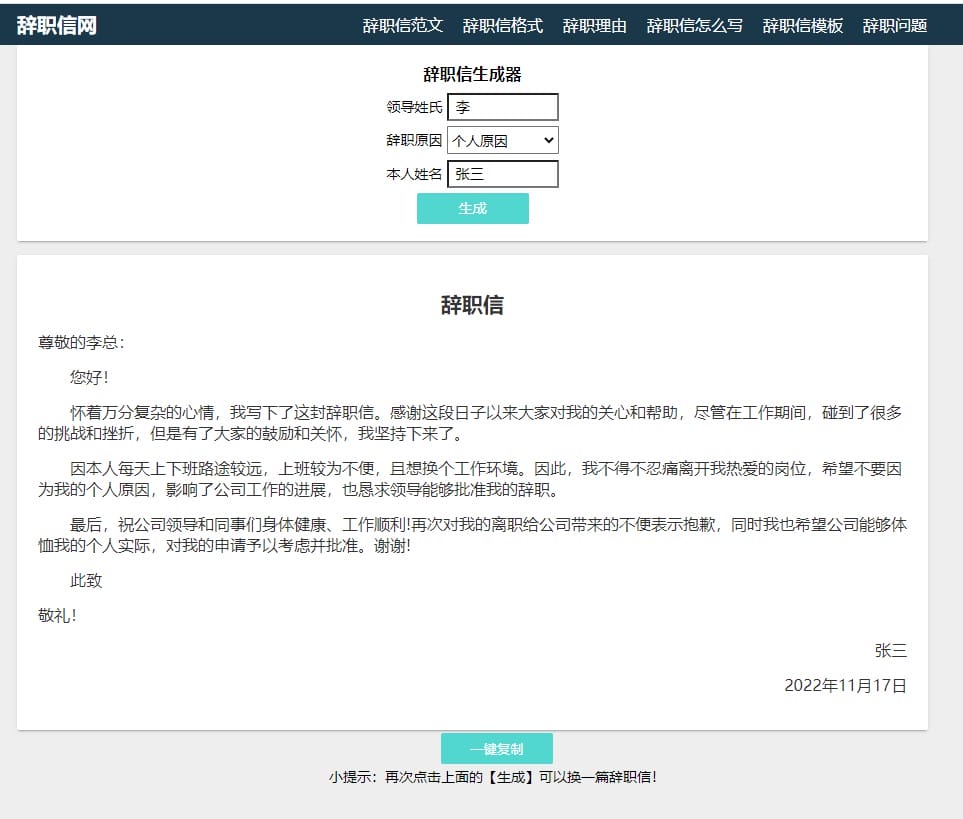 辞职信网 辞职信范文 辞职信格式 辞职理由 辞职信怎么写 辞职信模板 辞职问题
辞职信生成器
领导姓氏 李
辞职原因 个人原因
本人姓名 张三
生成
辞职信
尊敬的李总：
您好！
怀着万分复杂的心情，我写下了这封辞职信。感谢这段日子以来大家对我的关心和帮助，尽管在工作期间，碰到了很多
的挑战和挫折，但是有了大家的鼓励和关怀，我坚持下来了。
因本人每天上下班路途较远，上班较为不便，且想换个工作环境。因此，我不得不忍痛离开我热爱的岗位，希望不要因
为我的个人原因，影响了公司工作的进展，也恳求领导能够批准我的辞职。
最后，祝公司领导和同事们身体健康、工作顺利!再次对我的离职给公司带来的不便表示抱歉，同时我也希望公司能够体
恤我的个人实际，对我的申请予以考虑并批准。谢谢!
此致
敬礼！
张三
2022年11月17日
一键复制
小提示：再次点击上面的【生成】可以换一篇辞职信！